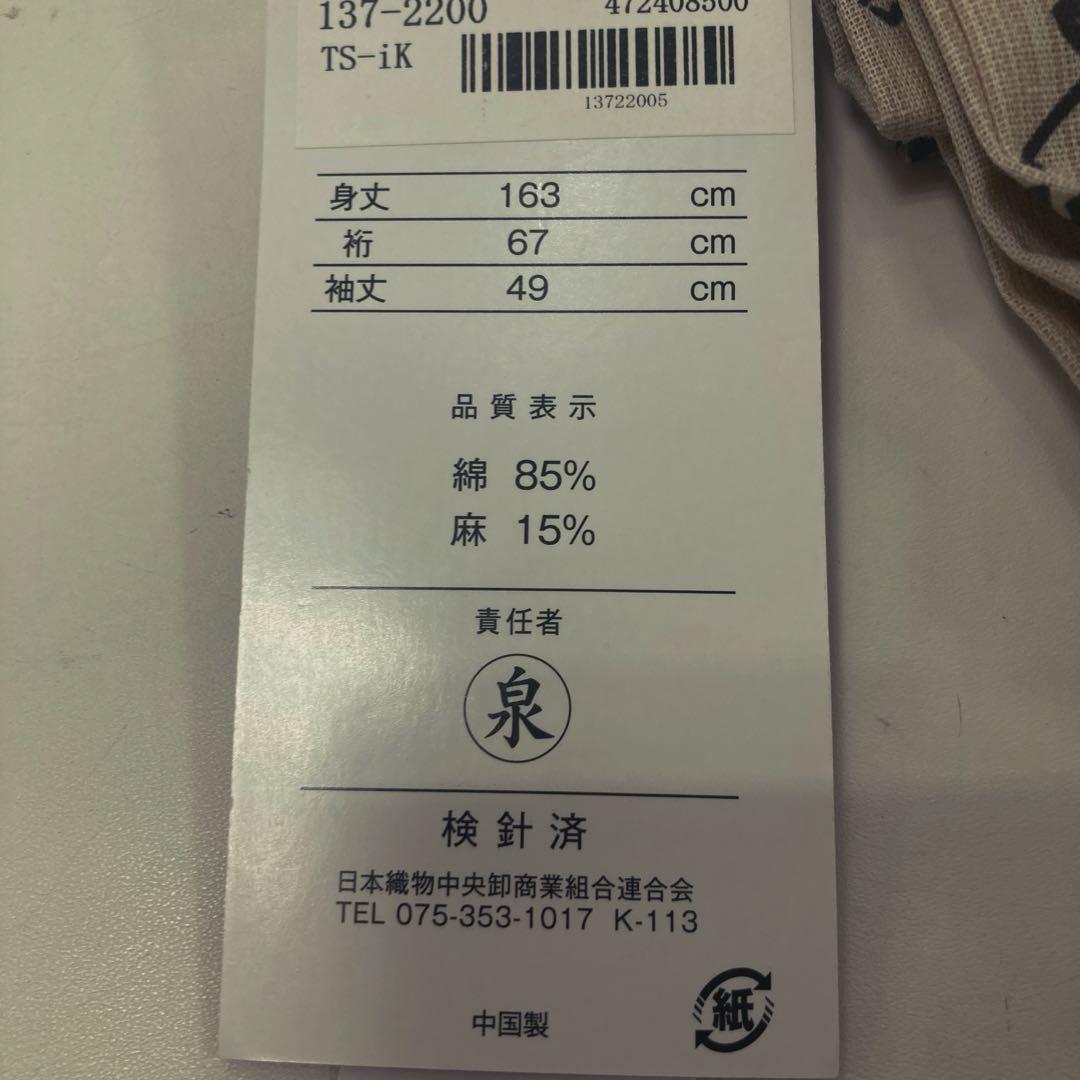 137-2200 472408500
TS-iK
13722005
身丈 163 cm
裄 67 cm
袖丈 49 cm
品質表示
綿 85%
麻 15%
責任者
泉
検針済
日本織物中央卸商業組合連合会
TEL 075-353-1017 K-113
紙
中国製